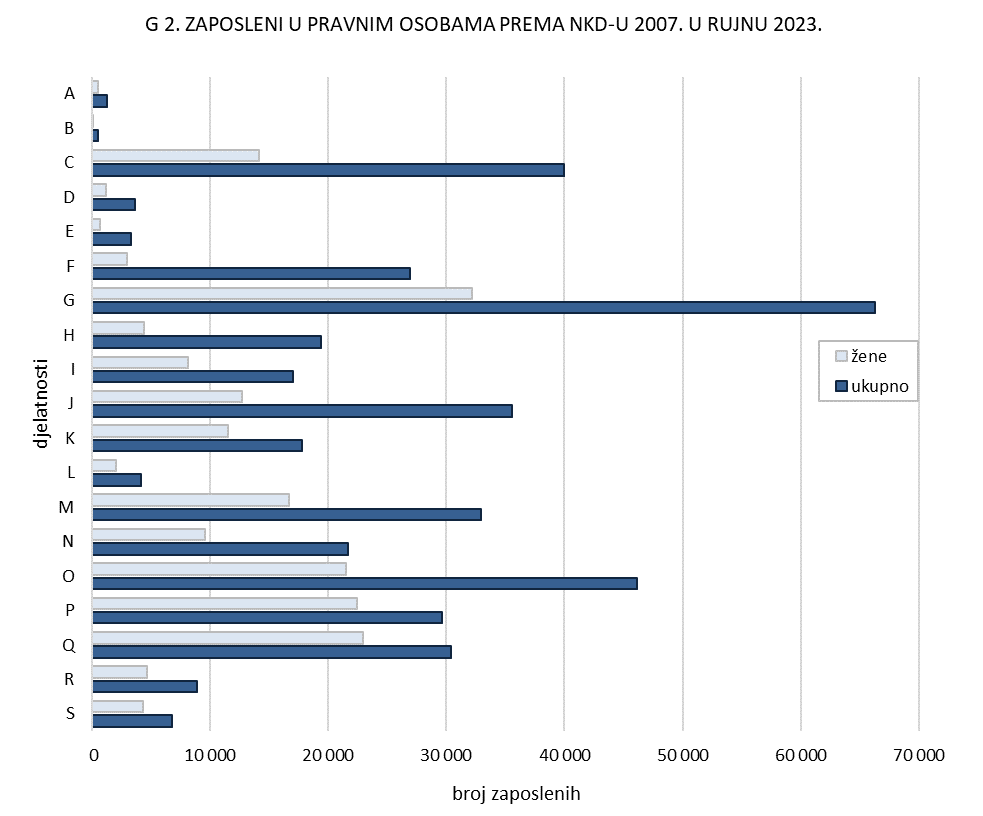 G 2. ZAPOSLENI U PRAVNIM OSOBAMA PREMA NKD-U 2007. U RUJNU 2023.
A
B
C
D
E
F
G
H
I
J
K
L
M
N
O
P
Q
R
S
djelatnosti
žene
ukupno
0 10 000 20 000 30 000 40 000 50 000 60 000 70 000
broj zaposlenih